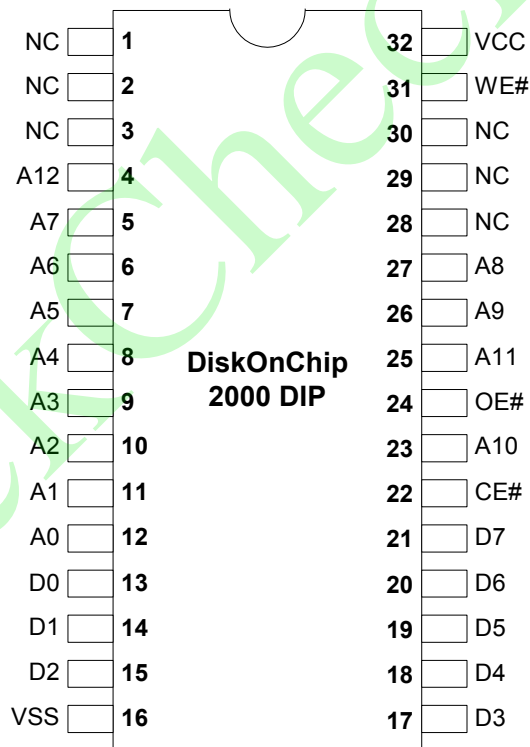 NC 1 32 VCC
NC 2 31 WE#
NC 3 30 NC
A12 4 29 NC
A7 5 28 NC
A6 6 27 A8
A5 7 26 A9
A4 8 DiskOnChip 25 A11
A3 9 2000 DIP 24 OE#
A2 10 23 A10
A1 11 22 CE#
A0 12 21 D7
D0 13 20 D6
D1 14 19 D5
D2 15 18 D4
VSS 16 17 D3